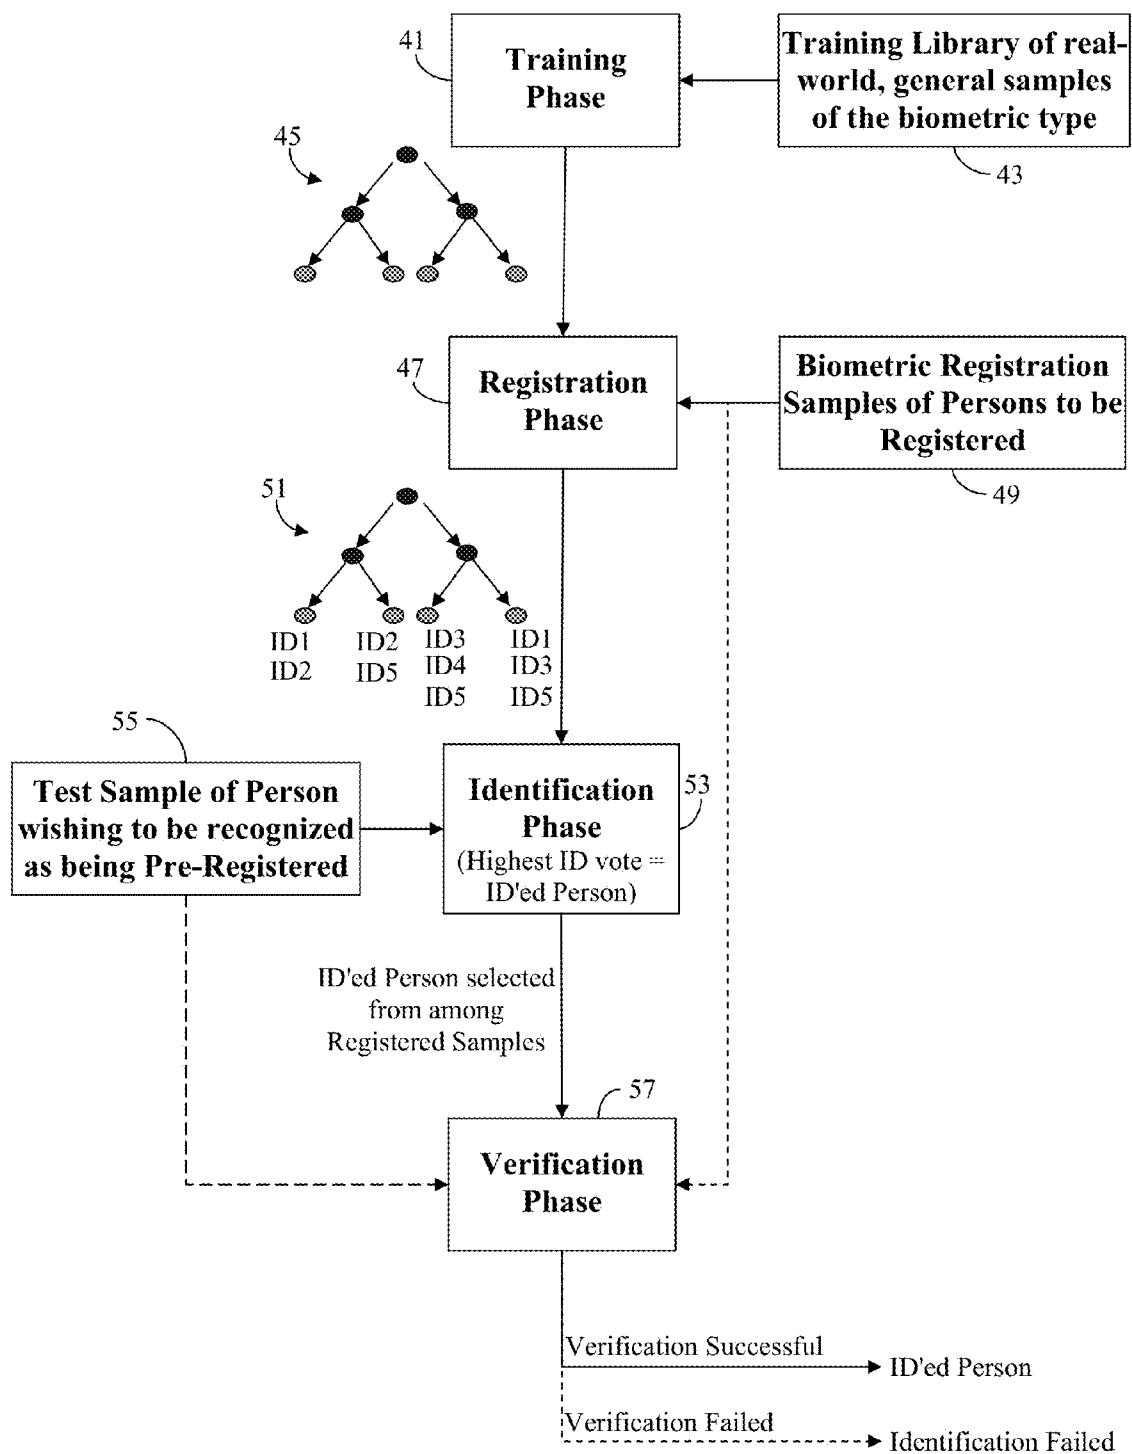 41
Training
Phase
Training Library of real-
world, general samples
of the biometric type
43
45
47
Registration
Phase
Biometric Registration
Samples of Persons to be
Registered
49
51
ID1
ID2
ID2
ID5
ID3
ID4
ID5
ID1
ID3
ID5
55
Test Sample of Person
wishing to be recognized
as being Pre-Registered
Identification
Phase
(Highest ID vote =
ID'ed Person)
53
ID'ed Person selected
from among
Registered Samples
57
Verification
Phase
Verification Successful
ID'ed Person
Verification Failed
Identification Failed